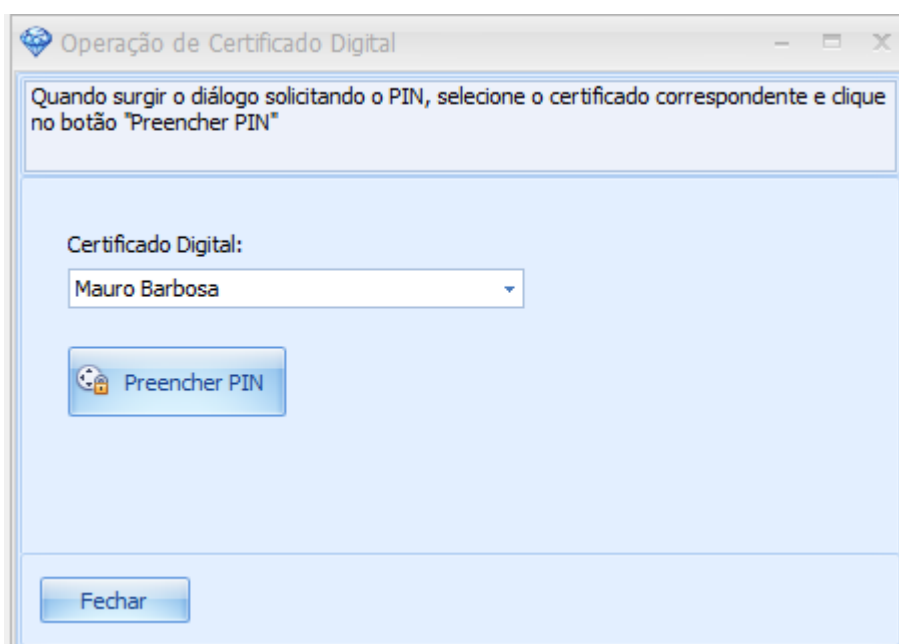 Operação de Certificado Digital
Quando surgir o diálogo solicitando o PIN, selecione o certificado correspondente e clique
no botão "Preencher PIN"
Certificado Digital:
Mauro Barbosa
Preencher PIN
Fechar